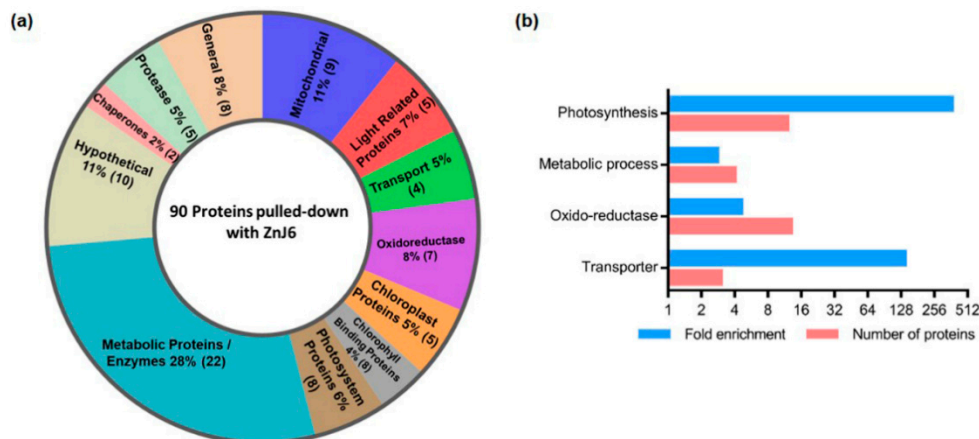 (a)
General 8% (8)
Mitochondrial
11% (9)
Light Related
Proteins 7% (5)
Transport 5%
(4)
Oxidoreductase
8% (7)
Chloroplast
Proteins 5% (5)
Chlorophyll
Binding Proteins
4% (8)
Photosystem
Proteins 6%
(8)
Metabolic Proteins /
Enzymes 28% (22)
Hypothetical
11% (10)
Chaperones 2% (2)
Protease 5% (5)
90 Proteins pulled-down
with ZnJ6
(b)
Photosynthesis
Metabolic process
Oxido-reductase
Transporter
1 2 4 8 16 32 64 128 256 512
Fold enrichment Number of proteins